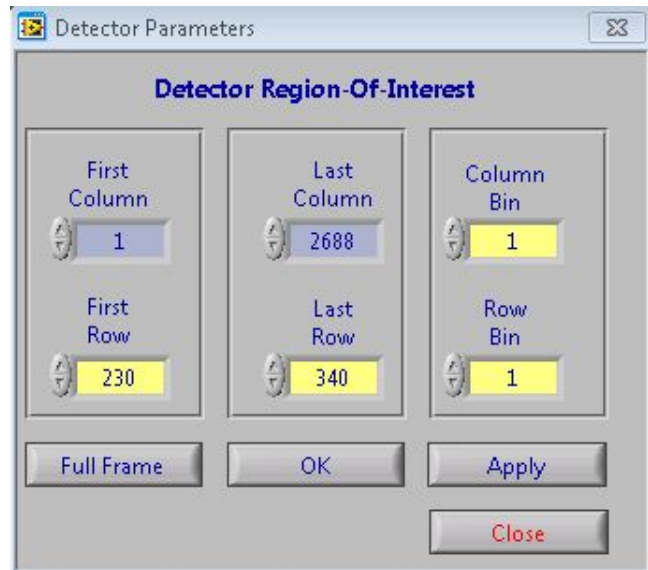 Detector Parameters
Detector Region-Of-Interest
First
Column
1
Last
Column
2688
Column
Bin
1
First
Row
230
Last
Row
340
Row
Bin
1
Full Frame
OK
Apply
Close